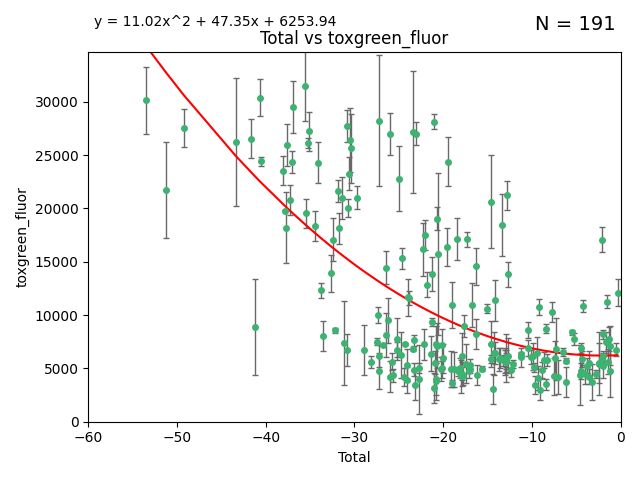 y = 11.02x^2 + 47.35x + 6253.94
N = 191
Total vs toxgreen_fluor
30000
25000
20000
15000
10000
5000
0
toxgreen_fluor
−60
−50
−40
−30
−20
−10
0
Total